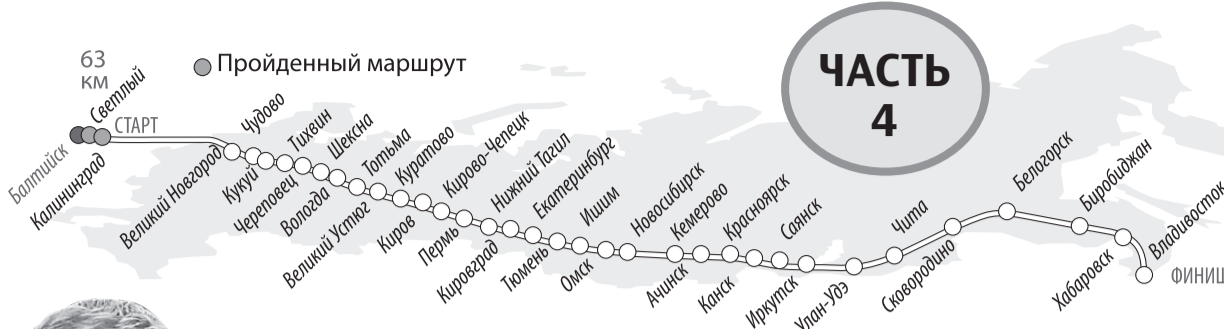 63
км
Пройденный маршрут
ЧАСТЬ
4
СТАРТ
Балтийск
Светлый
Калининград
Великий Новгород
Чудово
Кукуй
Тихвин
Череповец
Шексна
Вологда
Тотьма
Великий Устюг
Куратово
Киров
Кирово-Чепецк
Пермь
Нижний Тагил
Кировград
Екатеринбург
Тюмень
Ишим
Омск
Новосибирск
Ачинск
Кемерово
Канск
Красноярск
Иркутск
Саянск
Улан-Удэ
Чита
Сковородино
Белогорск
Биробиджан
Хабаровск
Владивосток
ФИНИШ